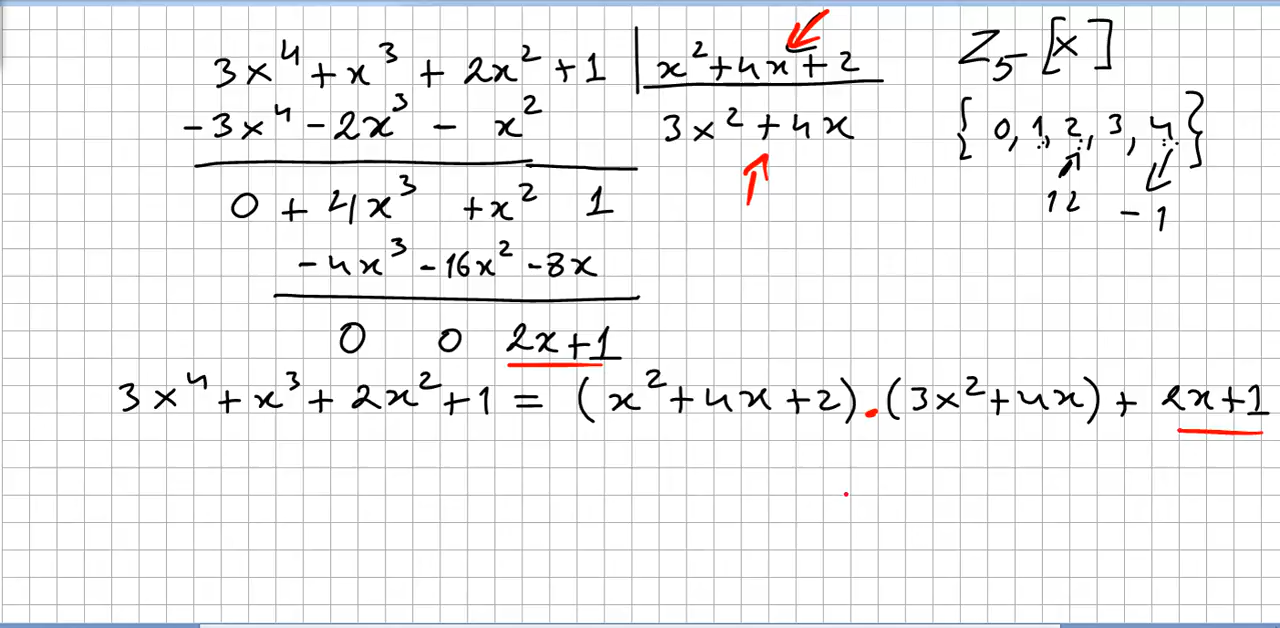 3x⁴ + x³ + 2x² + 1 | x² + 4x + 2
Z₅ [x]
- 3x⁴ - 2x³ - x²
3x² + 4x
{ 0, 1, 2, 3, 4 }
12 - 1
0 + 4x³ + x² 1
- 4x³ - 16x² - 8x
0 0 2x + 1
3x⁴ + x³ + 2x² + 1 = (x² + 4x + 2) . (3x² + 4x) + 2x + 1